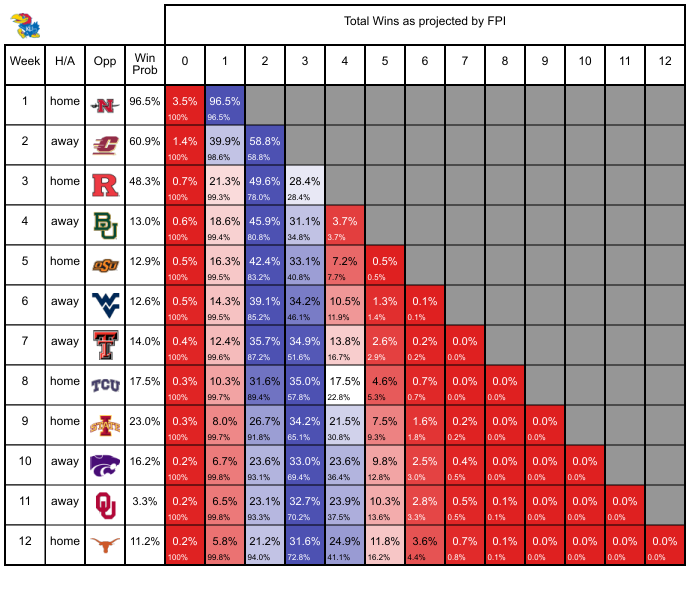 Total Wins as projected by FPI
Week H/A Opp Win Prob 0 1 2 3 4 5 6 7 8 9 10 11 12
1 home N 96.5% 3.5% 96.5%
100% 96.5%
2 away C 60.9% 1.4% 39.9% 58.8%
100% 98.6% 58.8%
3 home R 48.3% 0.7% 21.3% 49.6% 28.4%
100% 99.3% 78.0% 28.4%
4 away BU 13.0% 0.6% 18.6% 45.9% 31.1% 3.7%
100% 99.4% 80.8% 34.8% 3.7%
5 home OSU 12.9% 0.5% 16.3% 42.4% 33.1% 7.2% 0.5%
100% 99.5% 83.2% 40.8% 7.7% 0.5%
6 away WV 12.6% 0.5% 14.3% 39.1% 34.2% 10.5% 1.3% 0.1%
100% 99.5% 85.2% 46.1% 11.9% 1.4% 0.1%
7 away T 14.0% 0.4% 12.4% 35.7% 34.9% 13.8% 2.6% 0.2% 0.0%
100% 99.6% 87.2% 51.6% 16.7% 2.9% 0.2% 0.0%
8 home TCU 17.5% 0.3% 10.3% 31.6% 35.0% 17.5% 4.6% 0.7% 0.0% 0.0%
100% 99.7% 89.4% 57.8% 22.8% 5.3% 0.7% 0.0% 0.0%
9 home I STATE 23.0% 0.3% 8.0% 26.7% 34.2% 21.5% 7.5% 1.6% 0.2% 0.0% 0.0%
100% 99.7% 91.8% 65.1% 30.8% 9.3% 1.8% 0.2% 0.0% 0.0%
10 away 16.2% 0.2% 6.7% 23.6% 33.0% 23.6% 9.8% 2.5% 0.4% 0.0% 0.0% 0.0%
100% 99.8% 93.1% 69.4% 36.4% 12.8% 3.0% 0.5% 0.0% 0.0% 0.0%
11 away OU 3.3% 0.2% 6.5% 23.1% 32.7% 23.9% 10.3% 2.8% 0.5% 0.1% 0.0% 0.0% 0.0%
100% 99.8% 93.3% 70.2% 37.5% 13.6% 3.3% 0.5% 0.1% 0.0% 0.0% 0.0%
12 home 11.2% 0.2% 5.8% 21.2% 31.6% 24.9% 11.8% 3.6% 0.7% 0.1% 0.0% 0.0% 0.0% 0.0%
100% 99.8% 94.0% 72.8% 41.1% 16.2% 4.4% 0.8% 0.1% 0.0% 0.0% 0.0% 0.0%